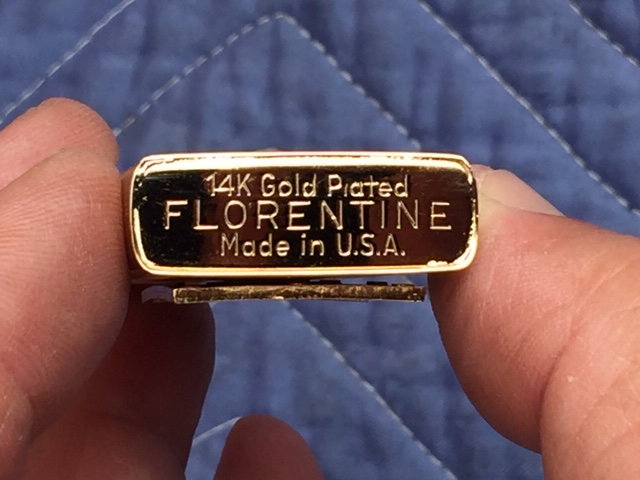 14K Gold Plated
FLORENTINE
Made in U.S.A.